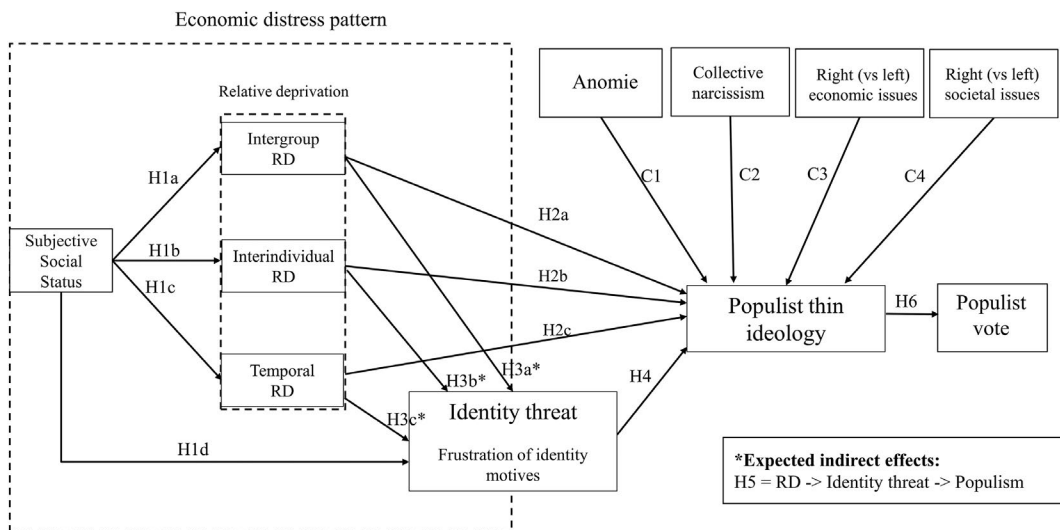 Economic distress pattern
Relative deprivation
Intergroup
RD
Interindividual
RD
Temporal
RD
Subjective
Social
Status
H1a
H1b
H1c
H1d
H2a
H2b
H2c
H3a*
H3b*
H3c*
Identity threat
Frustration of identity
motives
H4
Anomie
Collective
narcissism
Right (vs left)
economic issues
Right (vs left)
societal issues
C1
C2
C3
C4
Populist thin
ideology
H6
Populist
vote
*Expected indirect effects:
H5 = RD -> Identity threat -> Populism